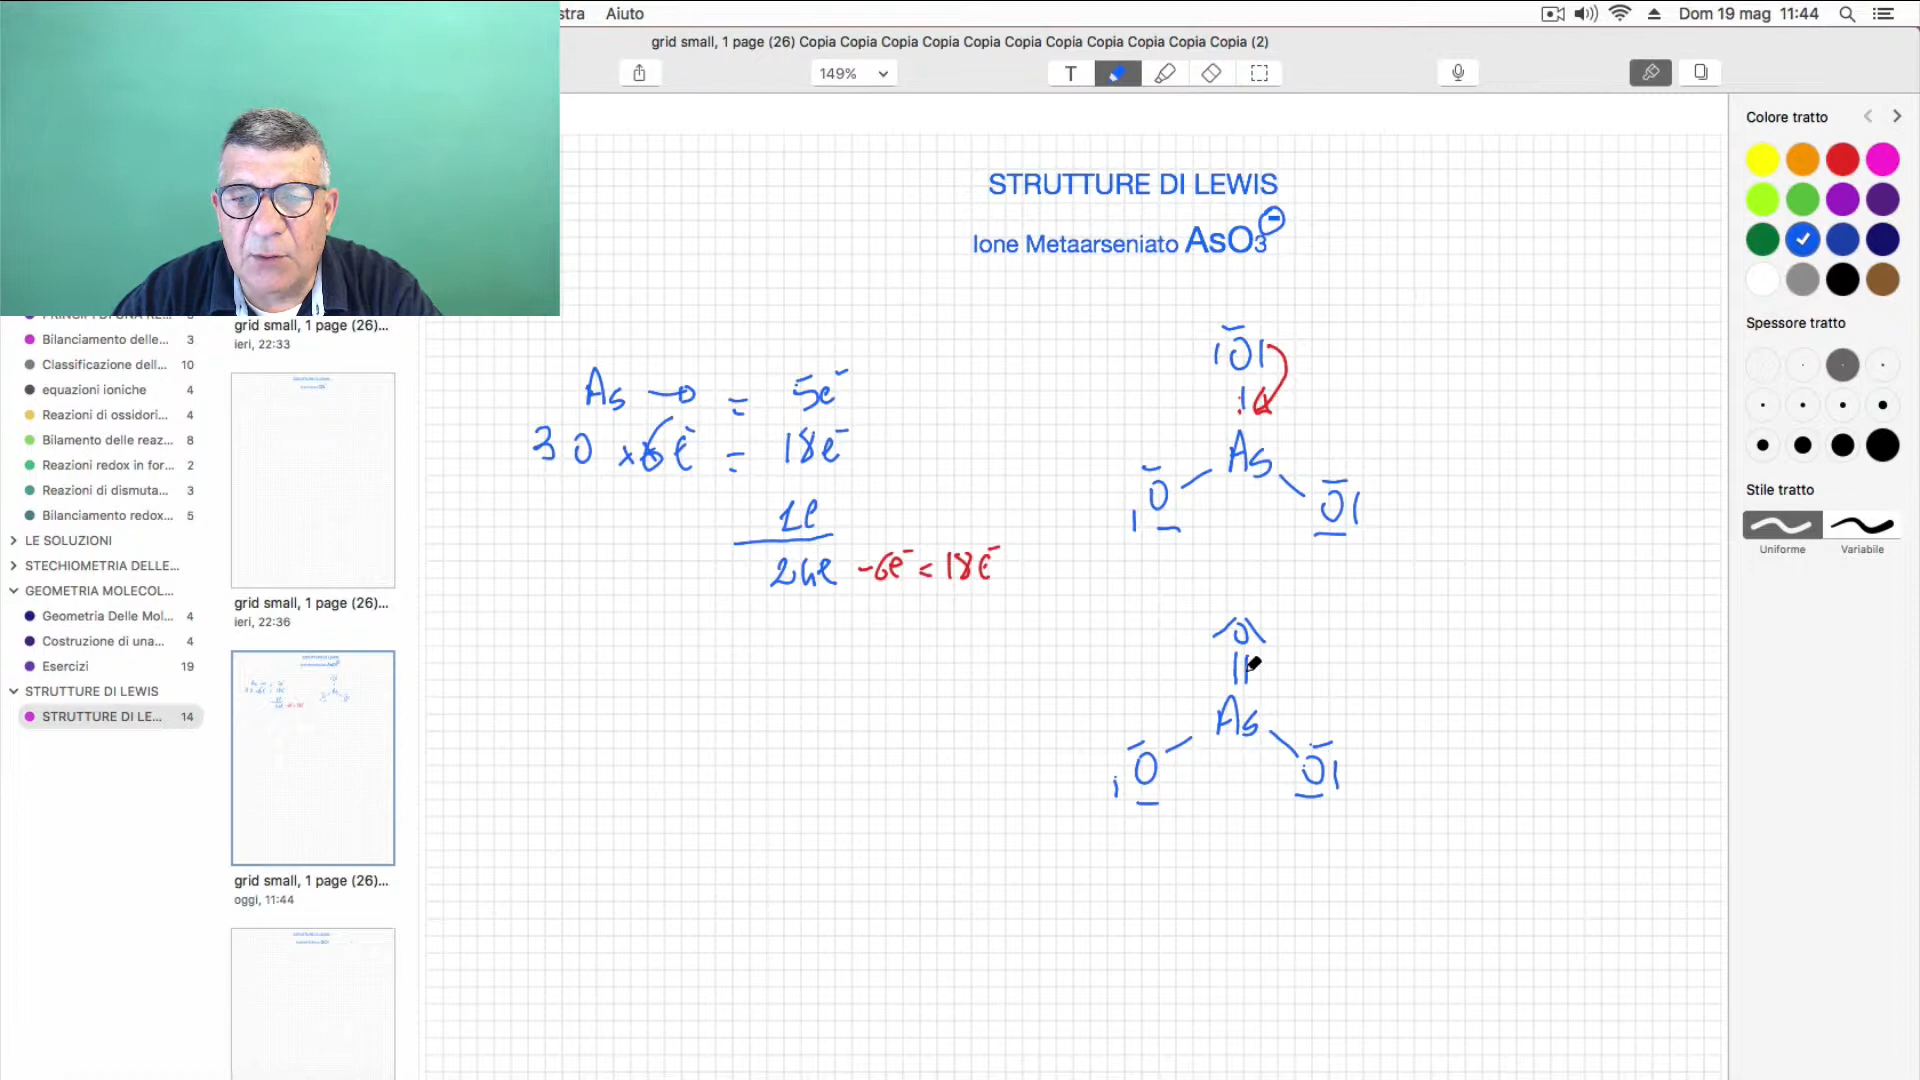 stra Aiuto
Dom 19 mag 11:44
grid small, 1 page (26) Copia Copia Copia Copia Copia Copia Copia Copia Copia Copia Copia (2)
149%
T
Colore tratto
Spessore tratto
Stile tratto
Uniforme
Variabile
Bilanciamento delle... 3
Classificazione dell... 10
equazioni ioniche 4
Reazioni di ossidori... 4
Bilamento delle reaz... 8
Reazioni redox in for... 2
Reazioni di dismuta... 3
Bilanciamento redox... 5
LE SOLUZIONI
STECHIOMETRIA DELLE...
GEOMETRIA MOLECOL...
Geometria Delle Mol... 4
Costruzione di una... 4
Esercizi 19
STRUTTURE DI LEWIS
STRUTTURE DI LE... 14
grid small, 1 page (26)...
ieri, 22:33
grid small, 1 page (26)...
ieri, 22:36
grid small, 1 page (26)...
oggi, 11:44
STRUTTURE DI LEWIS
Ione Metaarseniato AsO3 -
As = 5e-
3 O x6e- = 18e-
1e
24e -6e- = 18e-
O
As
O O
O
As
O O